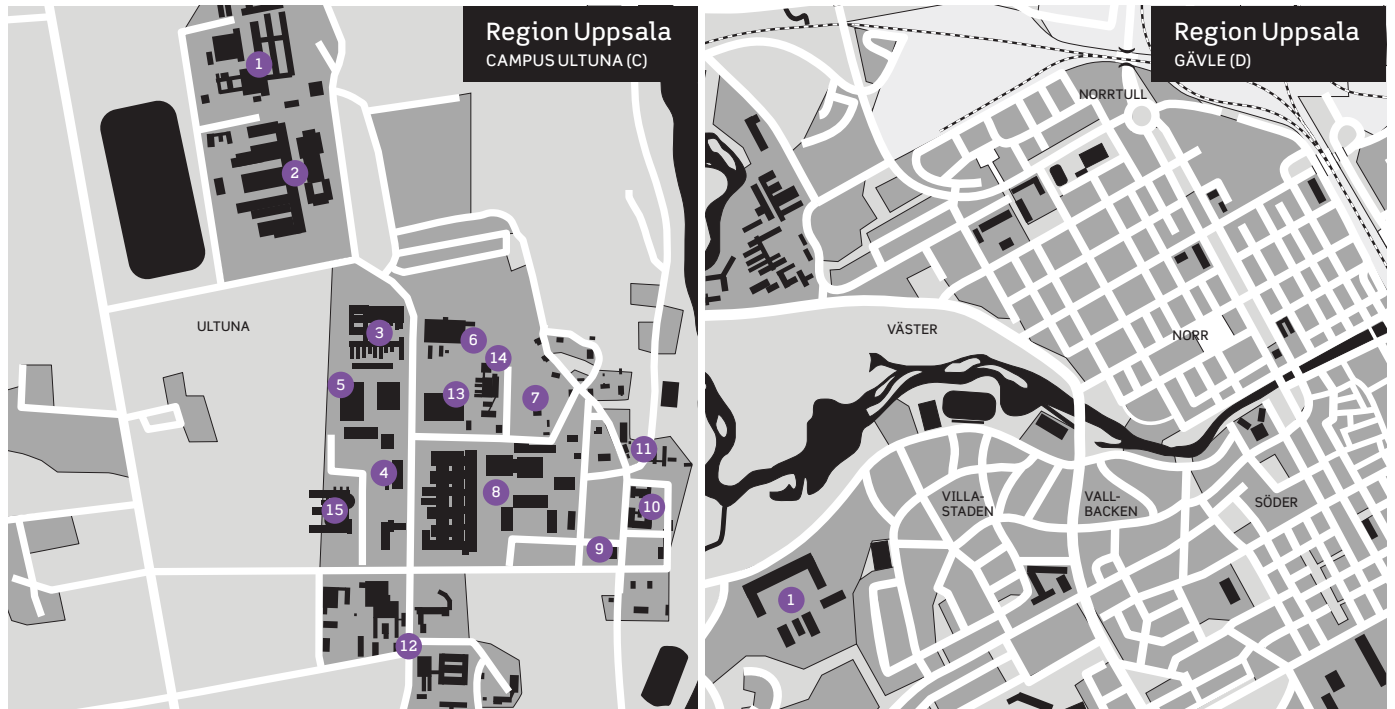 Region Uppsala
CAMPUS ULTUNA (C)
1
2
ULTUNA
3
6
14
5
13
7
11
4
8
10
15
9
12
Region Uppsala
GÄVLE (D)
NORRTULL
VÄSTER
NORR
VILLA-
STADEN
VALL-
BACKEN
SÖDER
1